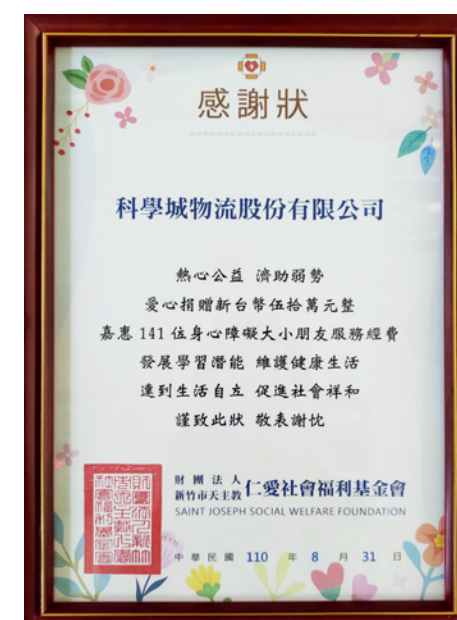 感謝狀
科學城物流股份有限公司
熱心公益 濟助弱勢
愛心捐贈新台幣伍拾萬元整
嘉惠 141 位身心障礙大小朋友服務經費
發展學習潛能 維護健康生活
達到生活自立 促進社會祥和
謹致此狀 敬表謝忱
財團法人
新竹市天主教 仁愛社會福利基金會
SAINT JOSEPH SOCIAL WELFARE FOUNDATION
中華民國 110 年 8 月 31 日